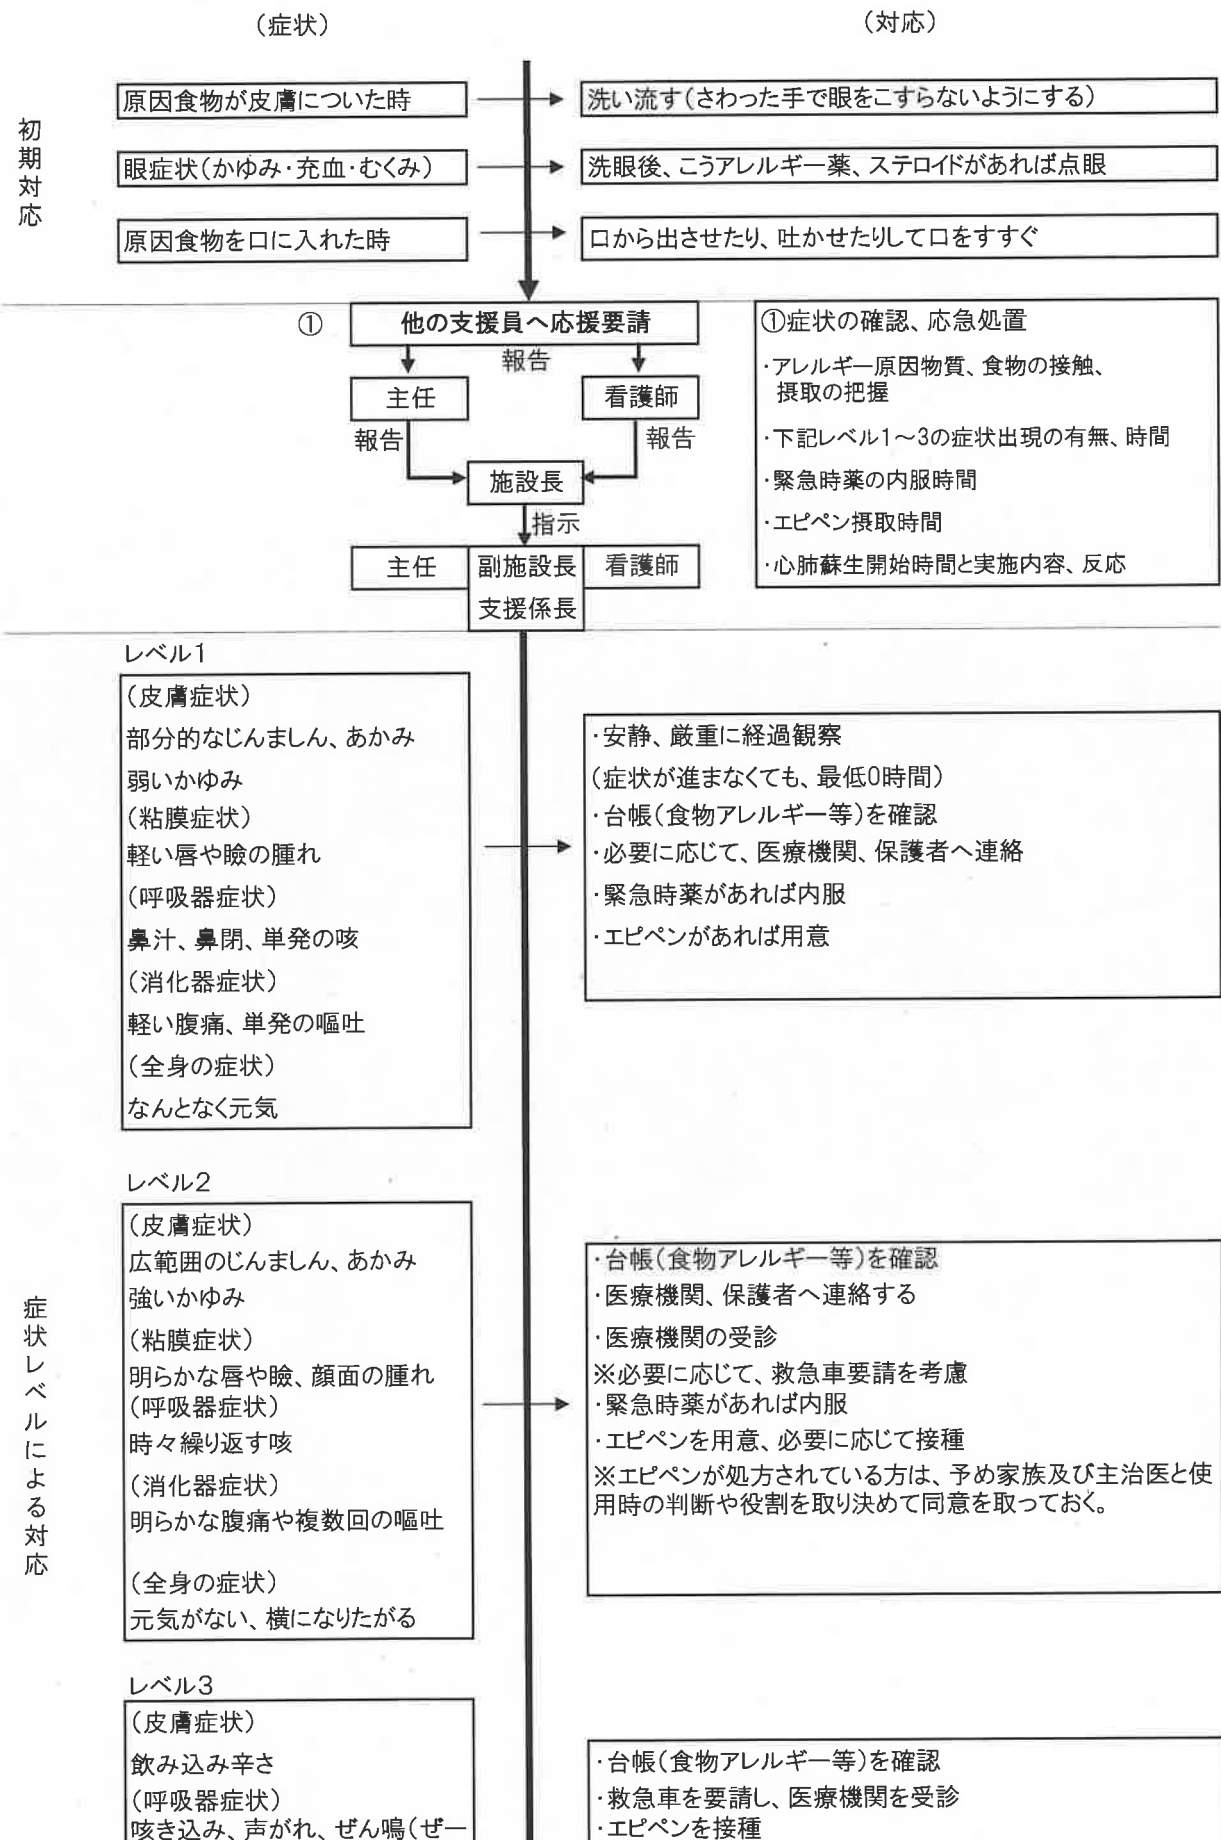 (症状)
(対応)
初期対応
原因食物が皮膚についた時
洗い流す(さわった手で眼をこすらないようにする)
眼症状(かゆみ・充血・むくみ)
洗眼後、こうアレルギー薬、ステロイドがあれば点眼
原因食物を口に入れた時
口から出させたり、吐かせたりして口をすすぐ
①
他の支援員へ応援要請
報告
主任
看護師
報告
報告
施設長
指示
主任
副施設長
看護師
支援係長
①症状の確認、応急処置
・アレルギー原因物質、食物の接触、
摂取の把握
・下記レベル1～3の症状出現の有無、時間
・緊急時薬の内服時間
・エピペン摂取時間
・心肺蘇生開始時間と実施内容、反応
症状レベルによる対応
レベル1
(皮膚症状)
部分的なじんましん、あかみ
弱いかゆみ
(粘膜症状)
軽い唇や瞼の腫れ
(呼吸器症状)
鼻汁、鼻閉、単発の咳
(消化器症状)
軽い腹痛、単発の嘔吐
(全身の症状)
なんとなく元気
・安静、厳重に経過観察
(症状が進まなくても、最低0時間)
・台帳(食物アレルギー等)を確認
・必要に応じて、医療機関、保護者へ連絡
・緊急時薬があれば内服
・エピペンがあれば用意
レベル2
(皮膚症状)
広範囲のじんましん、あかみ
強いかゆみ
(粘膜症状)
明らかな唇や瞼、顔面の腫れ
(呼吸器症状)
時々繰り返す咳
(消化器症状)
明らかな腹痛や複数回の嘔吐
(全身の症状)
元気がない、横になりたがる
・台帳(食物アレルギー等)を確認
・医療機関、保護者へ連絡する
・医療機関の受診
※必要に応じて、救急車要請を考慮
・緊急時薬があれば内服
・エピペンを用意、必要に応じて接種
※エピペンが処方されている方は、予め家族及び主治医と使
用時の判断や役割を取り決めて同意を取っておく。
レベル3
(皮膚症状)
飲み込み辛さ
(呼吸器症状)
咳き込み、声がれ、ぜん鳴(ぜー
・台帳(食物アレルギー等)を確認
・救急車を要請し、医療機関を受診
・エピペンを接種